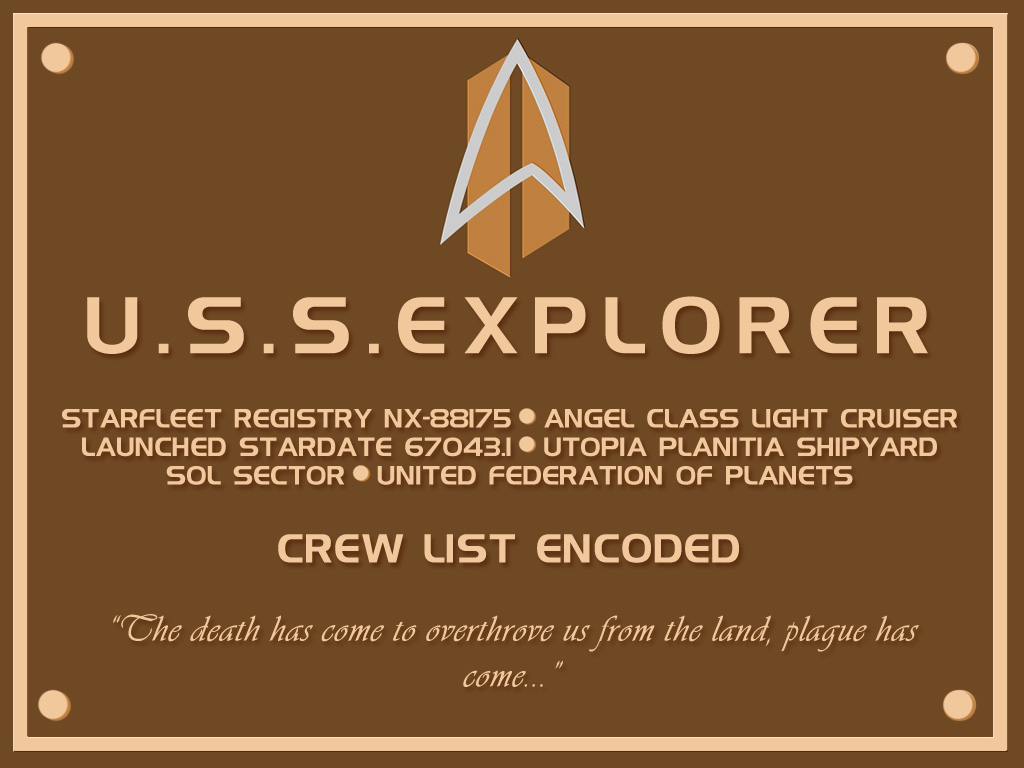 U.S.S.EXPLORER
STARFLEET REGISTRY NX-88175 ● ANGEL CLASS LIGHT CRUISER
LAUNCHED STARDATE 67043.1 ● UTOPIA PLANITIA SHIPYARD
SOL SECTOR ● UNITED FEDERATION OF PLANETS
CREW LIST ENCODED
"The death has come to overthrove us from the land, plague has
come..."